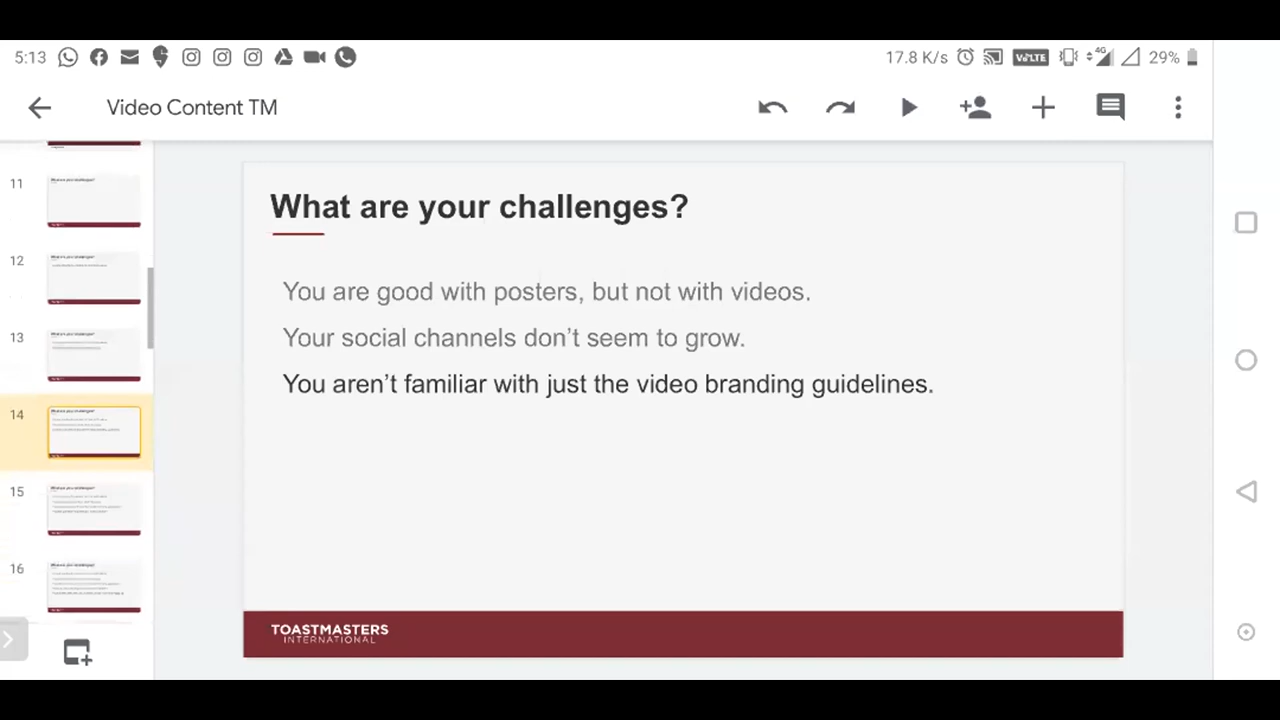 5:13
17.8 K/s
VoLTE
4G
29%
Video Content TM
11
12
13
14
15
16
What are your challenges?
You are good with posters, but not with videos.
Your social channels don’t seem to grow.
You aren’t familiar with just the video branding guidelines.
TOASTMASTERS
INTERNATIONAL